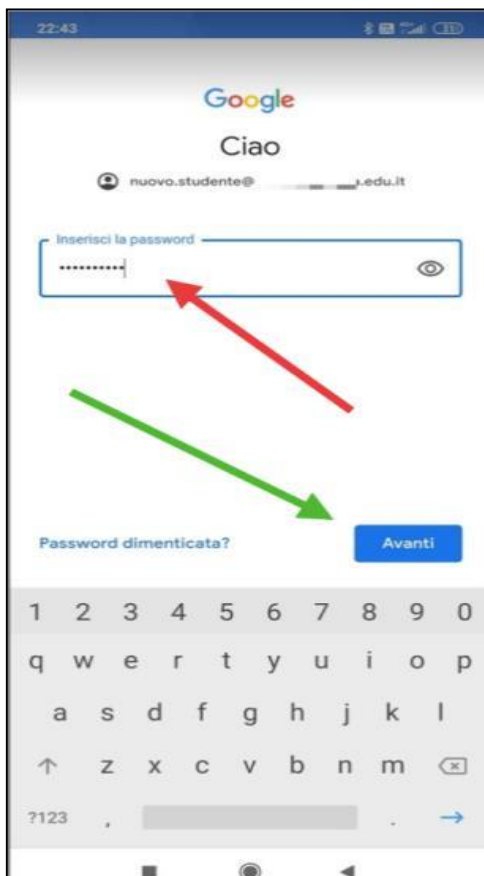 22:43
Google
Ciao
nuovo.studente@ .edu.it
Inserisci la password
Password dimenticata?
Avanti
1 2 3 4 5 6 7 8 9 0
q w e r t y u i o p
a s d f g h j k l
z x c v b n m
?123 , .